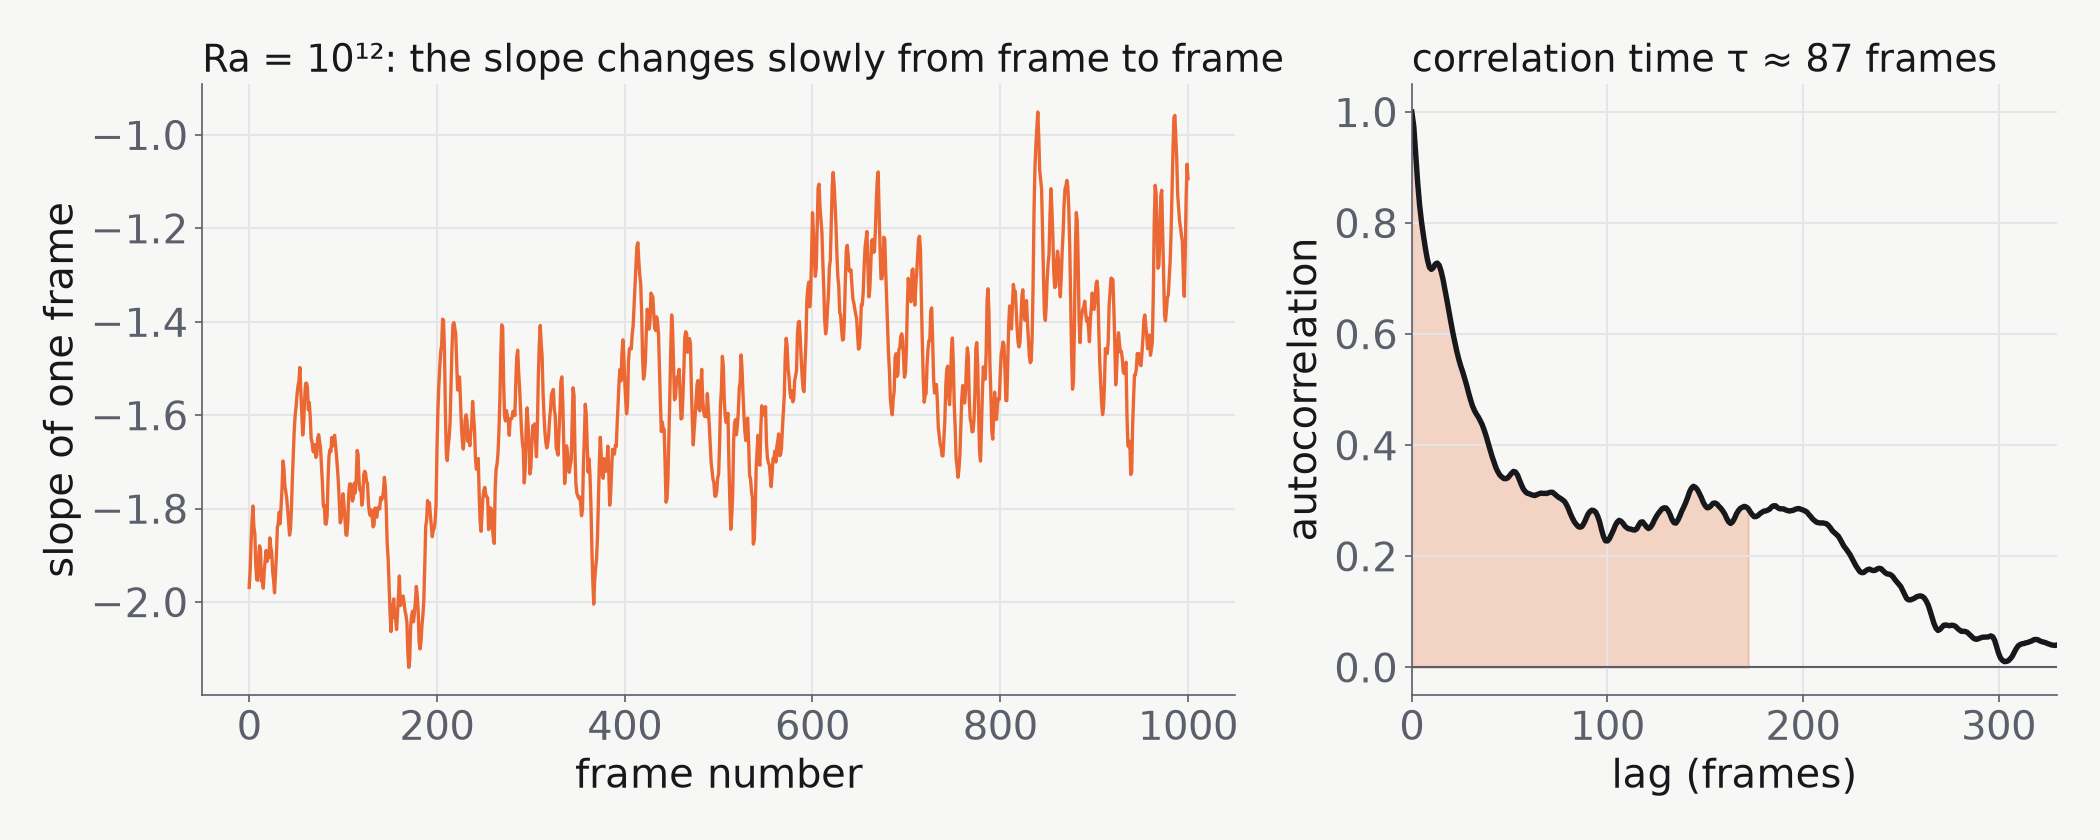 Ra = 10¹²: the slope changes slowly from frame to frame
slope of one frame
−1.0
−1.2
−1.4
−1.6
−1.8
−2.0
0 200 400 600 800 1000
frame number
correlation time τ ≈ 87 frames
autocorrelation
1.0
0.8
0.6
0.4
0.2
0.0
0 100 200 300
lag (frames)